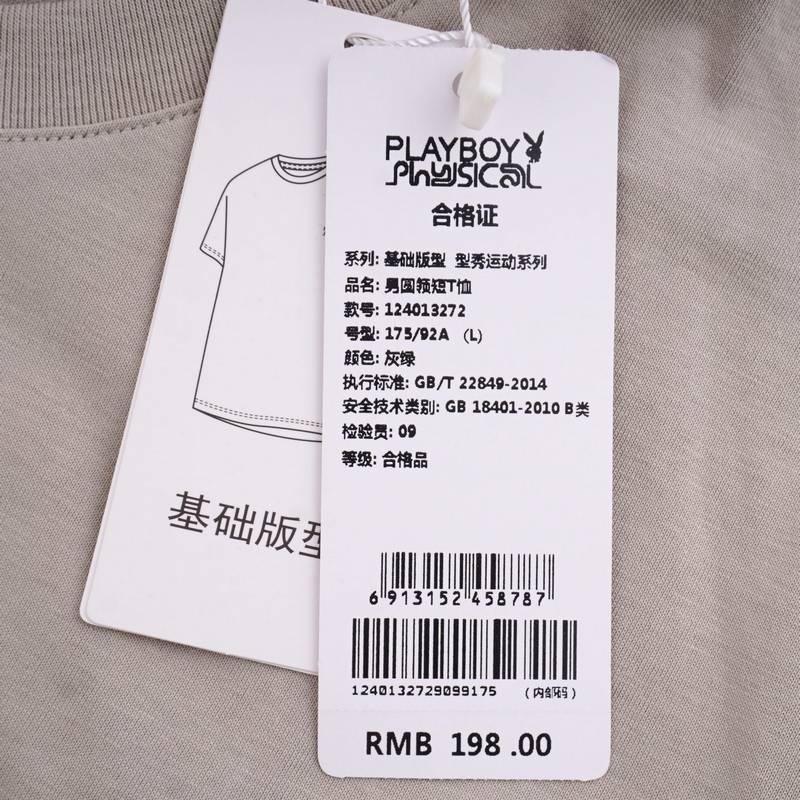 PLAYBOY
Physical
合格证
系列: 基础版型 型秀运动系列
品名: 男圆领短T恤
款号: 124013272
号型: 175/92A (L)
颜色: 灰绿
执行标准: GB/T 22849-2014
安全技术类别: GB 18401-2010 B类
检验员: 09
等级: 合格品
6 913152 458787
1240132729099175 (内部码)
RMB 198 .00
基础版型